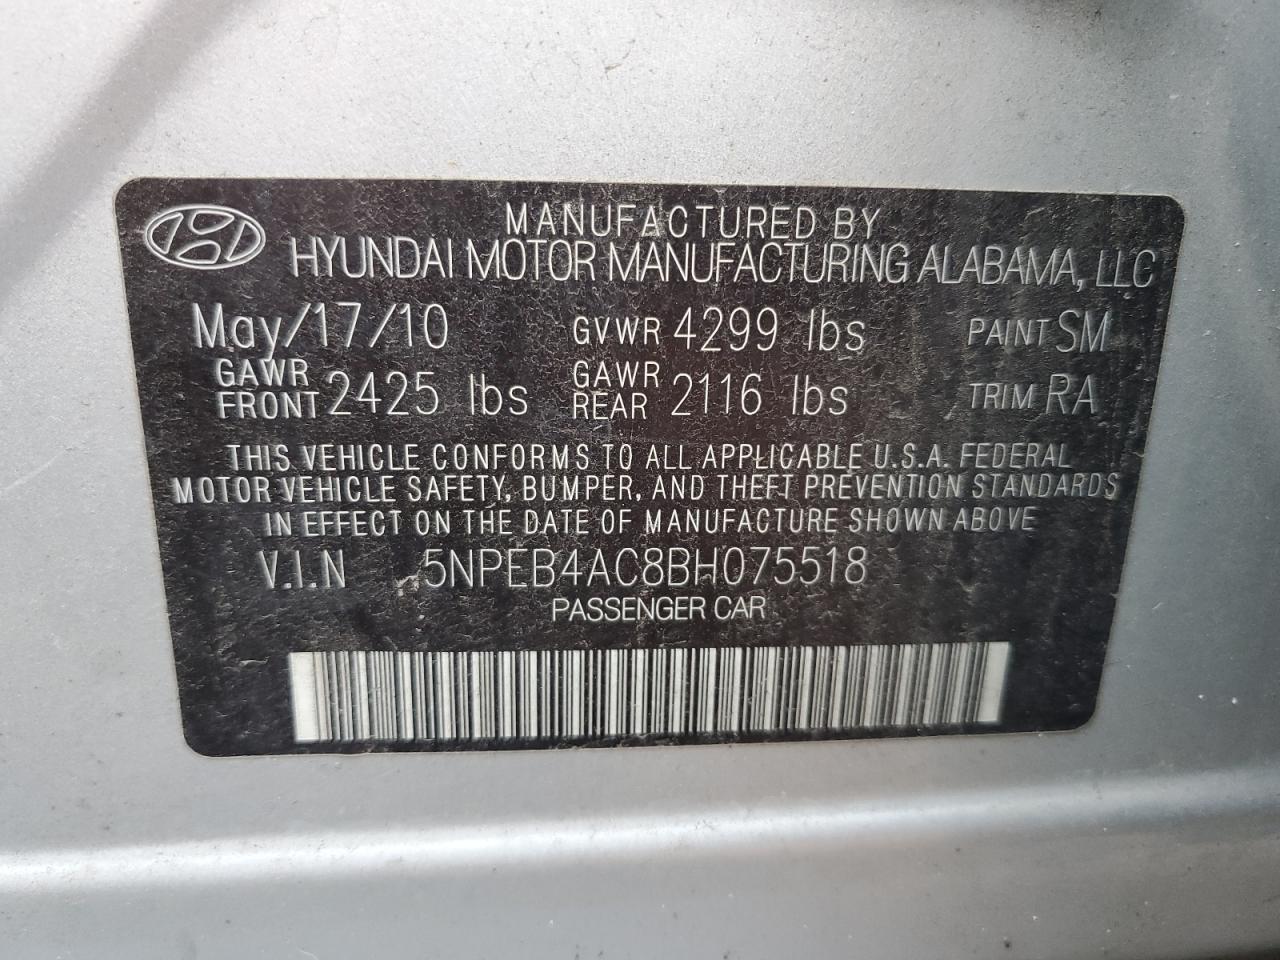 MANUFACTURED BY
HYUNDAI MOTOR MANUFACTURING ALABAMA, LLC
May/17/10 GVWR 4299 lbs PAINT SM
GAWR FRONT 2425 lbs GAWR REAR 2116 lbs TRIM RA
THIS VEHICLE CONFORMS TO ALL APPLICABLE U.S.A. FEDERAL
MOTOR VEHICLE SAFETY, BUMPER, AND THEFT PREVENTION STANDARDS
IN EFFECT ON THE DATE OF MANUFACTURE SHOWN ABOVE
V.I.N : 5NPEB4AC8BH075518
PASSENGER CAR